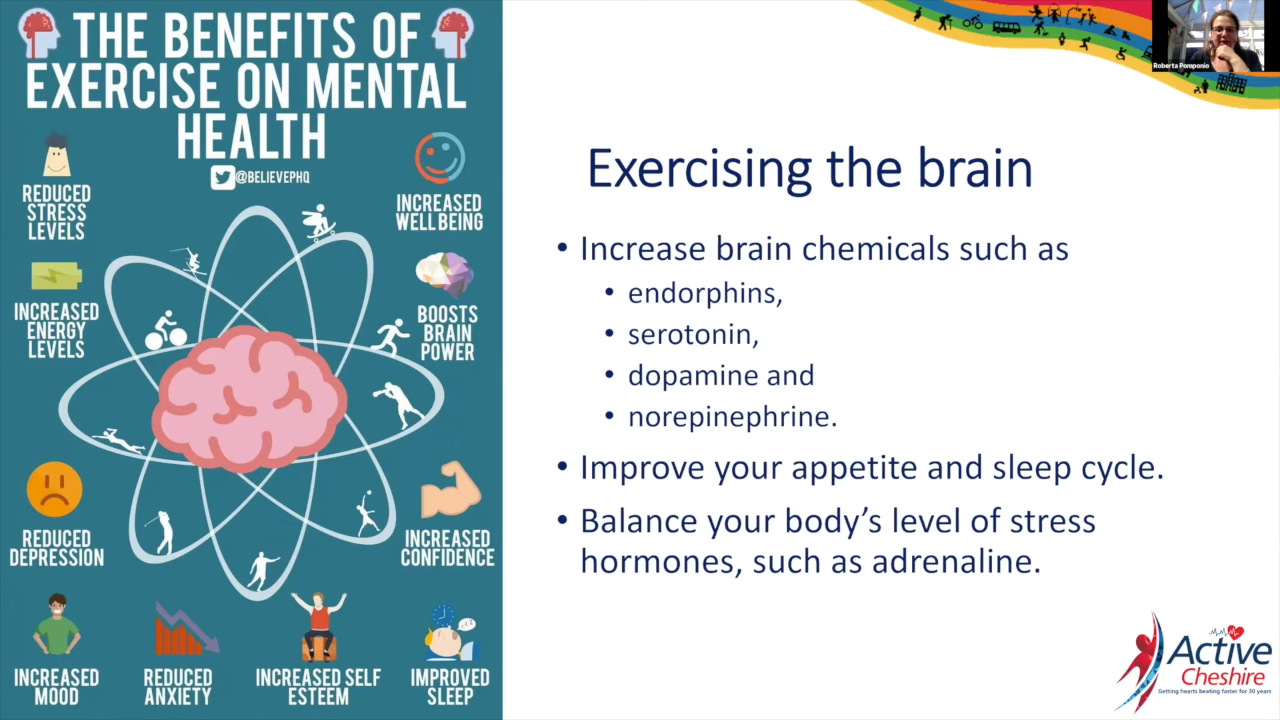 THE BENEFITS OF
EXERCISE ON MENTAL
HEALTH
@BELIEVEPHQ
REDUCED
STRESS
LEVELS
INCREASED
WELL BEING
INCREASED
ENERGY
LEVELS
BOOSTS
BRAIN
POWER
REDUCED
DEPRESSION
INCREASED
CONFIDENCE
INCREASED
MOOD
REDUCED
ANXIETY
INCREASED SELF
ESTEEM
IMPROVED
SLEEP
Roberta Pomponio
Exercising the brain
• Increase brain chemicals such as
• endorphins,
• serotonin,
• dopamine and
• norepinephrine.
• Improve your appetite and sleep cycle.
• Balance your body’s level of stress
hormones, such as adrenaline.
Active
Cheshire
Getting hearts beating faster for 30 years